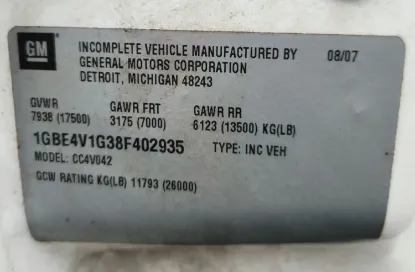 GM
INCOMPLETE VEHICLE MANUFACTURED BY 08/07
GENERAL MOTORS CORPORATION
DETROIT, MICHIGAN 48243
GVWR GAWR FRT GAWR RR
7938 (17500) 3175 (7000) 6123 (13500) KG(LB)
1GBE4V1G38F402935 TYPE: INC VEH
MODEL: CC4V042
GCW RATING KG(LB) 11793 (26000)